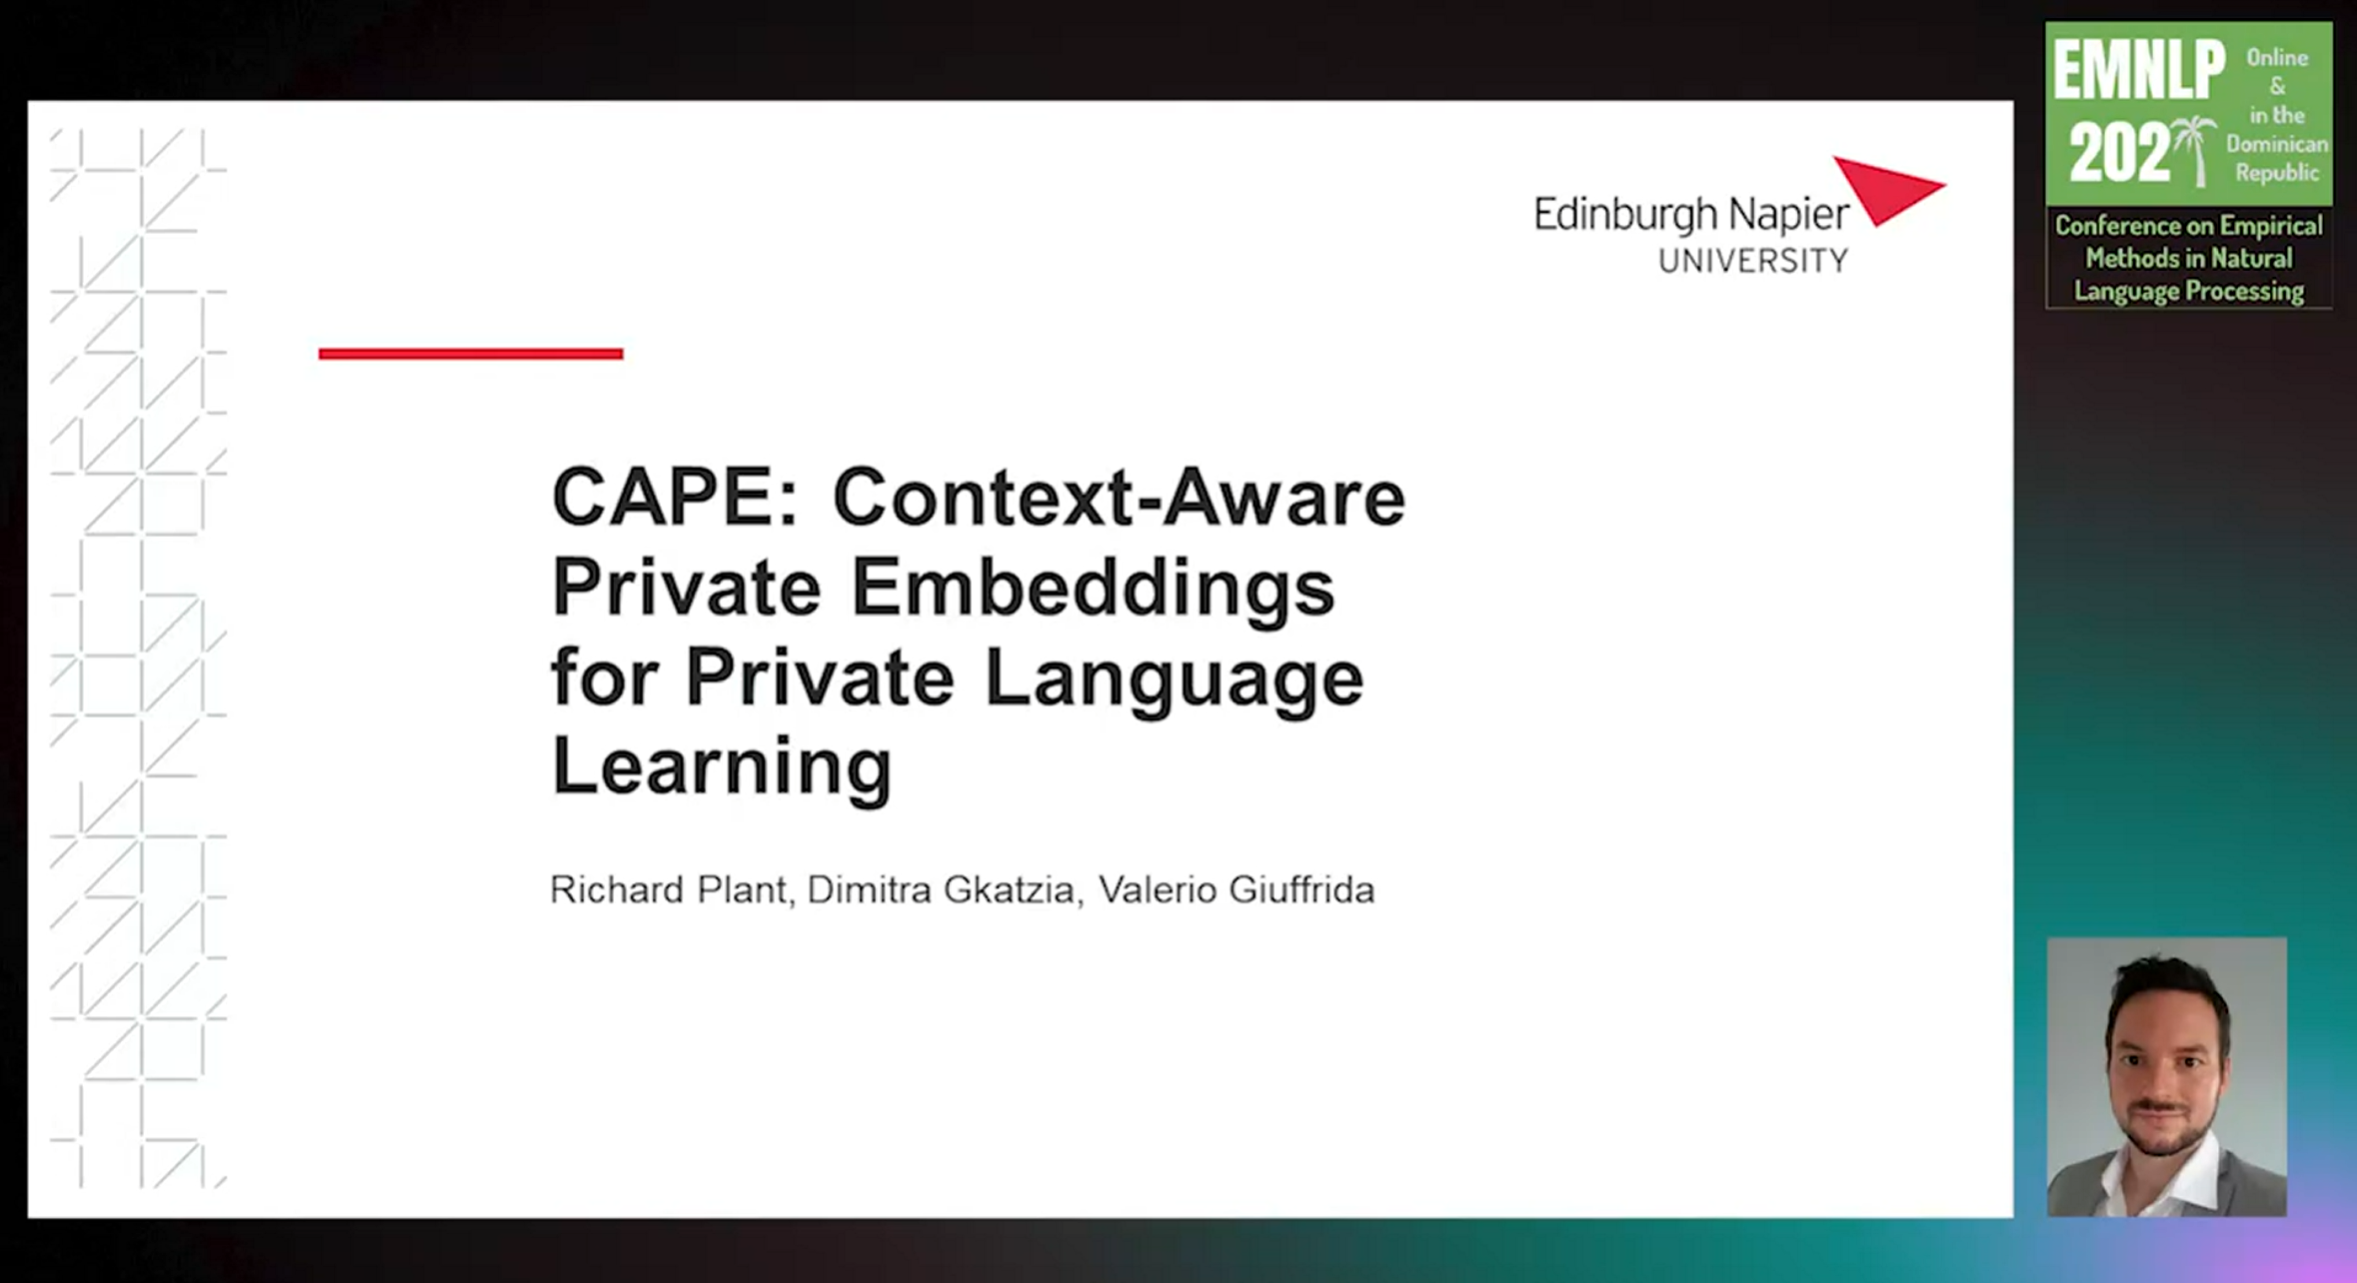 Edinburgh Napier
UNIVERSITY
CAPE: Context-Aware
Private Embeddings
for Private Language
Learning
Richard Plant, Dimitra Gkatzia, Valerio Giuffrida
EMNLP
2021
Online
&
in the
Dominican
Republic
Conference on Empirical
Methods in Natural
Language Processing